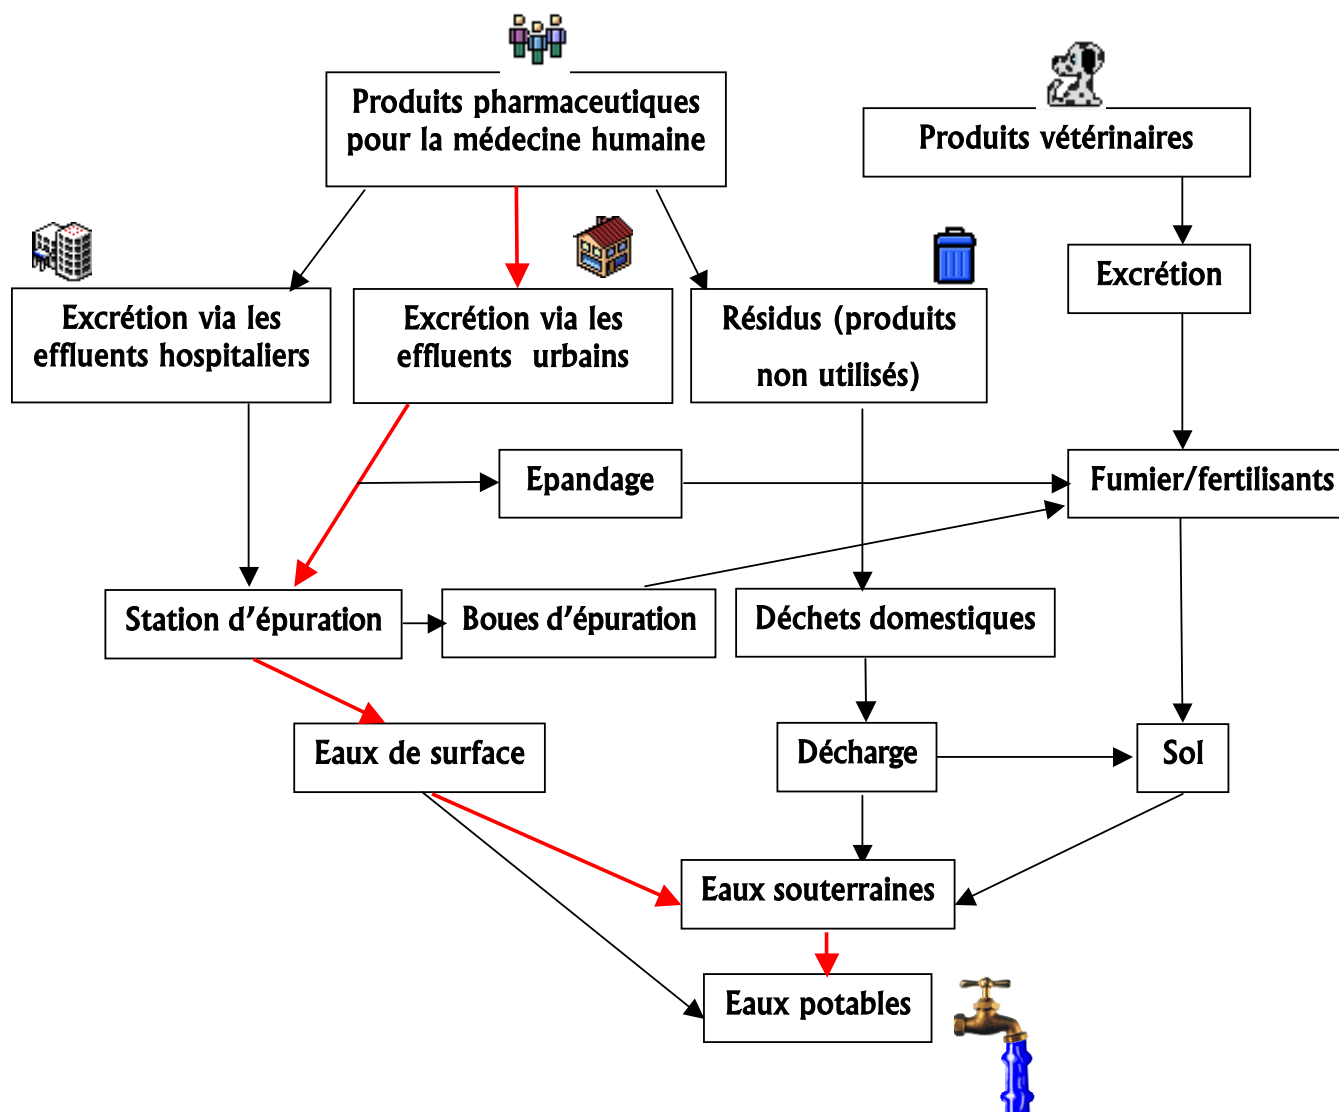 Produits pharmaceutiques
pour la médecine humaine
Produits vétérinaires
Excrétion
Excrétion via les
effluents hospitaliers
Excrétion via les
effluents urbains
Résidus (produits
non utilisés)
Epandage
Fumier/fertilisants
Station d'épuration
Boues d'épuration
Déchets domestiques
Eaux de surface
Décharge
Sol
Eaux souterraines
Eaux potables